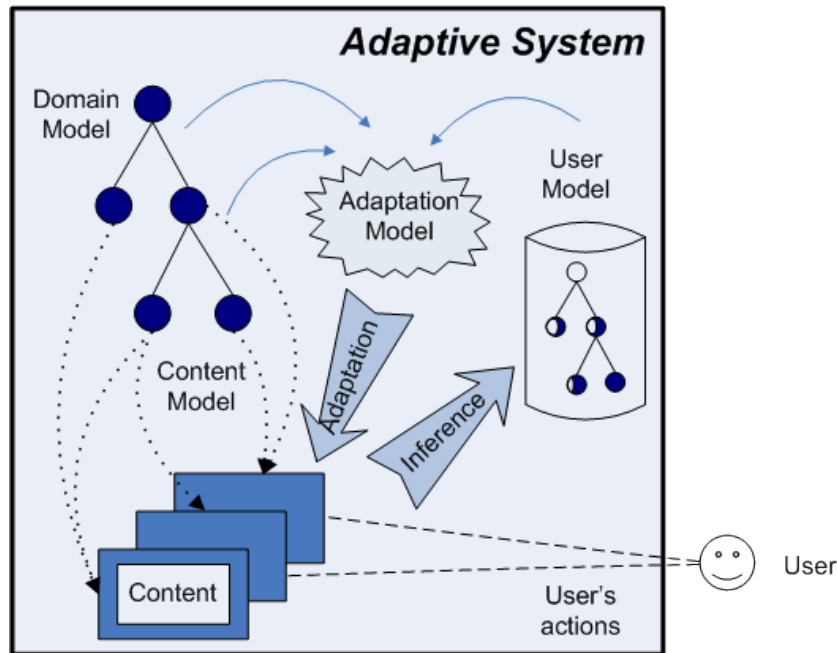 Adaptive System
Domain
Model
User
Model
Adaptation
Model
Content
Model
Adaptation
Inference
Content
User's
actions
User